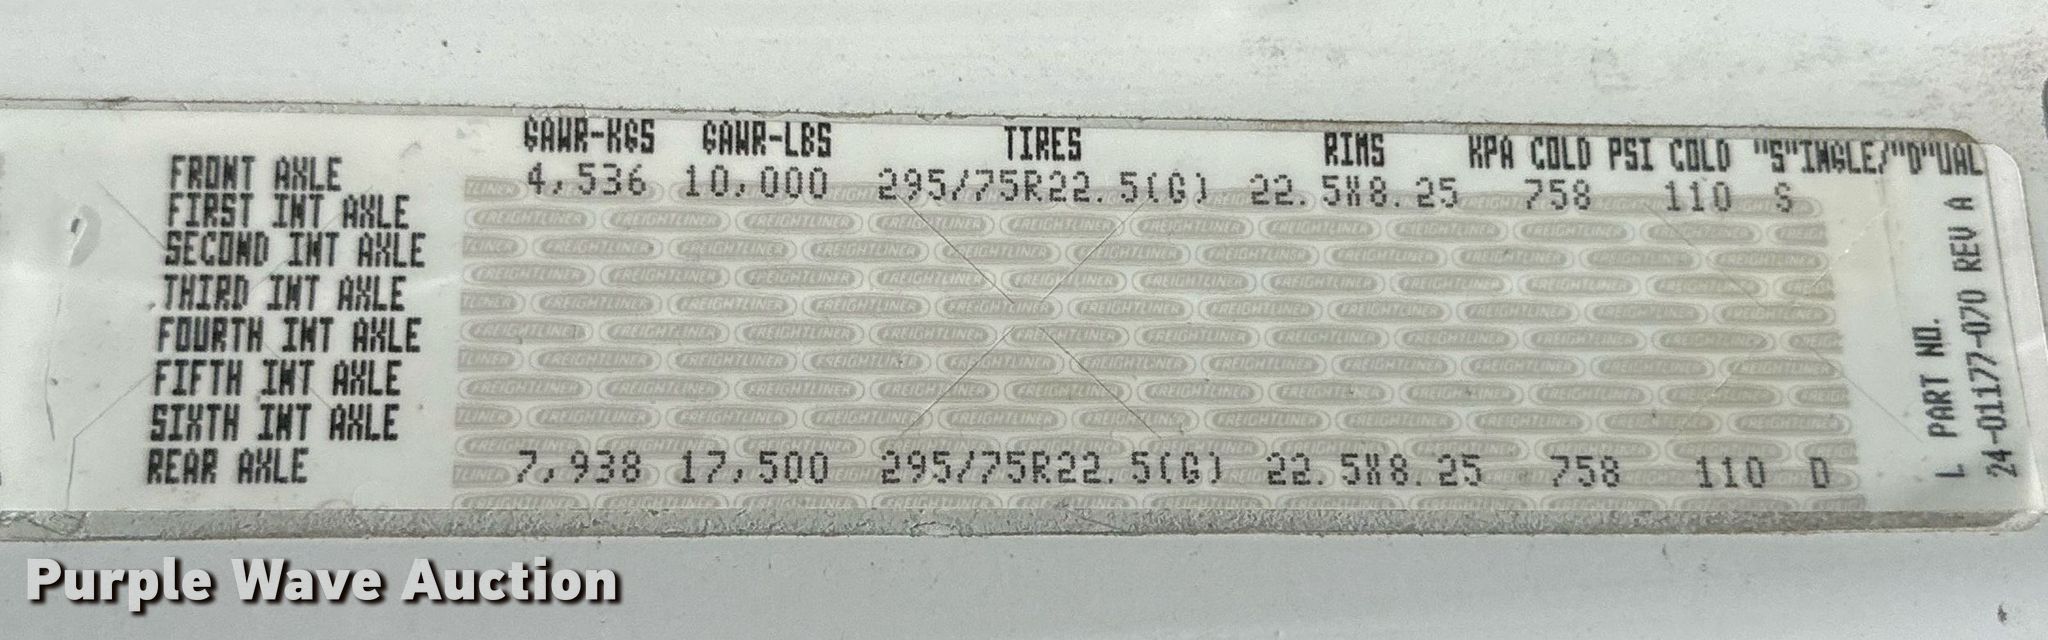 GAWR-KGS GAWR-LBS TIRES RIMS KPA COLD PSI COLD "S"INGLE/"D"UAL
FRONT AXLE 4,536 10,000 295/75R22.5(G) 22.5X8.25 758 110 S
FIRST INT AXLE
SECOND INT AXLE
THIRD INT AXLE
FOURTH INT AXLE
FIFTH INT AXLE
SIXTH INT AXLE
REAR AXLE 7,938 17,500 295/75R22.5(G) 22.5X8.25 758 110 D
L PART NO.
24-01177-070 REV A
FREIGHTLINER
Purple Wave Auction